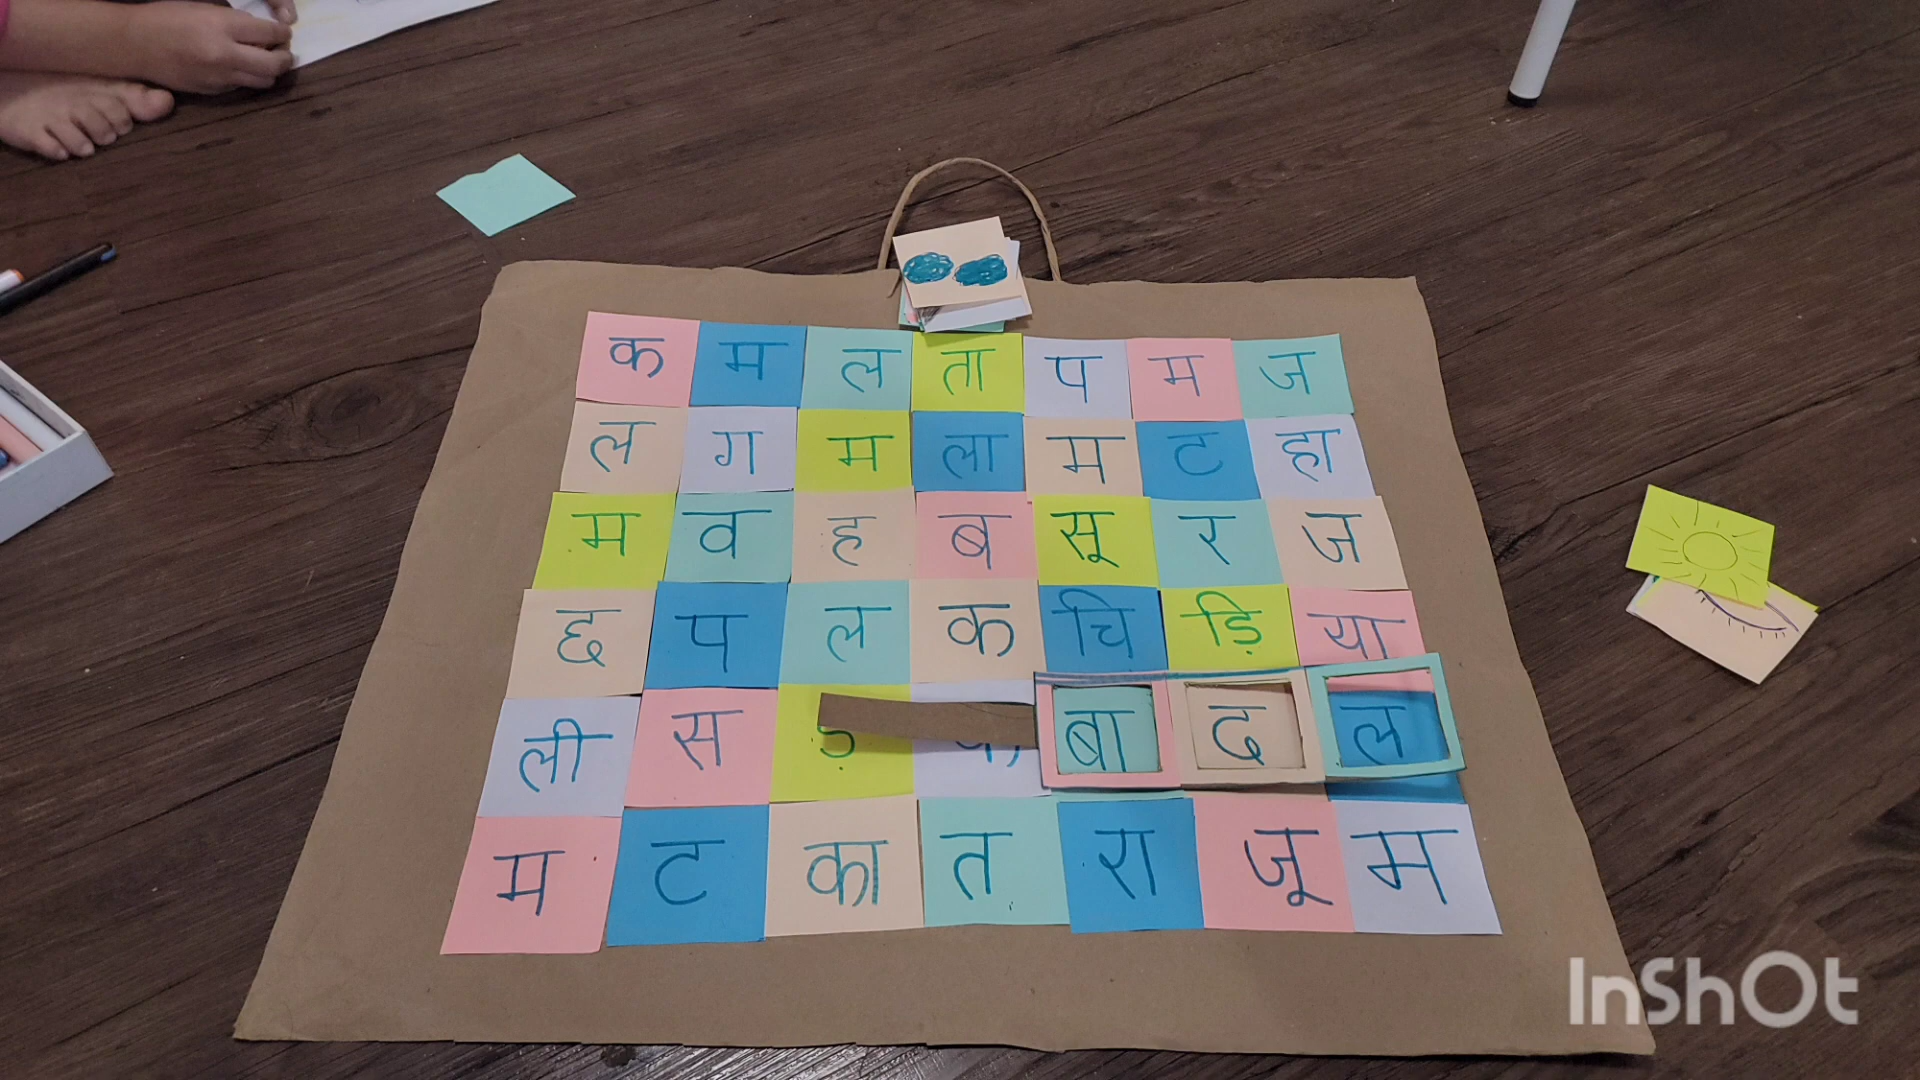 क म ल ता प म ज
ल ग म ला म ट हा
म व ह ब सू र ज
छ प ल क चि ड़ि या
ली स बा द ल
म ट का त रा जू म
InShOt